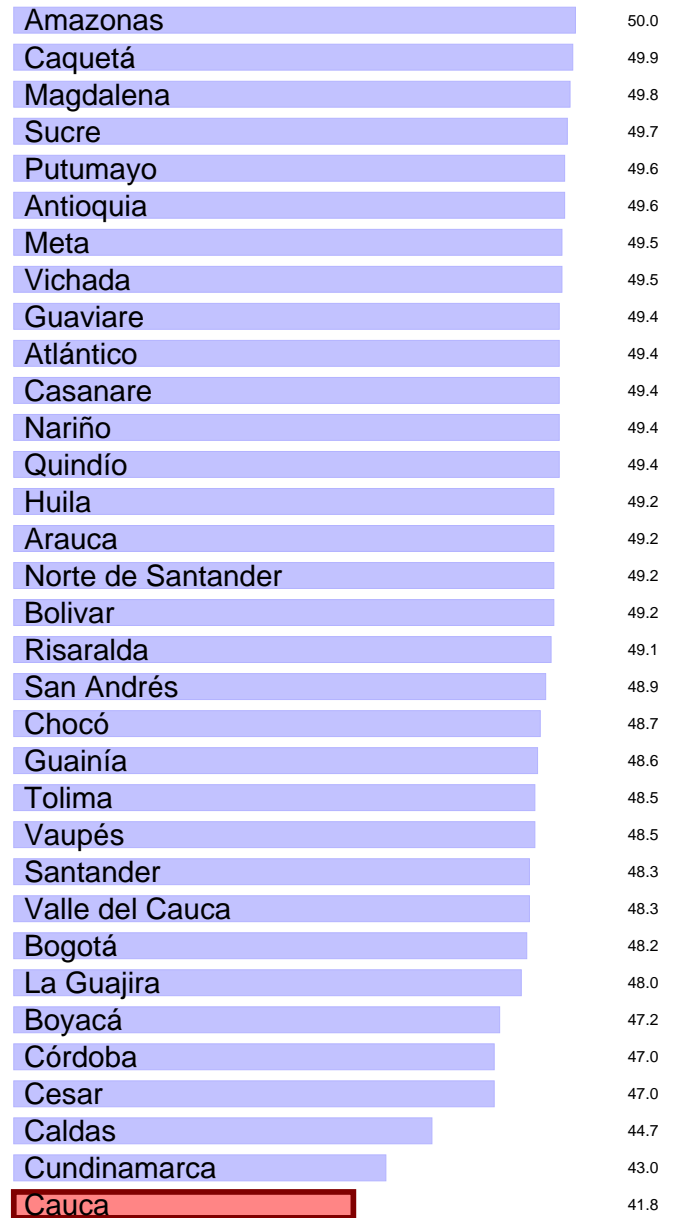 Amazonas 50.0
Caquetá 49.9
Magdalena 49.8
Sucre 49.7
Putumayo 49.6
Antioquia 49.6
Meta 49.5
Vichada 49.5
Guaviare 49.4
Atlántico 49.4
Casanare 49.4
Nariño 49.4
Quindío 49.4
Huila 49.2
Arauca 49.2
Norte de Santander 49.2
Bolivar 49.2
Risaralda 49.1
San Andrés 48.9
Chocó 48.7
Guainía 48.6
Tolima 48.5
Vaupés 48.5
Santander 48.3
Valle del Cauca 48.3
Bogotá 48.2
La Guajira 48.0
Boyacá 47.2
Córdoba 47.0
Cesar 47.0
Caldas 44.7
Cundinamarca 43.0
Cauca 41.8